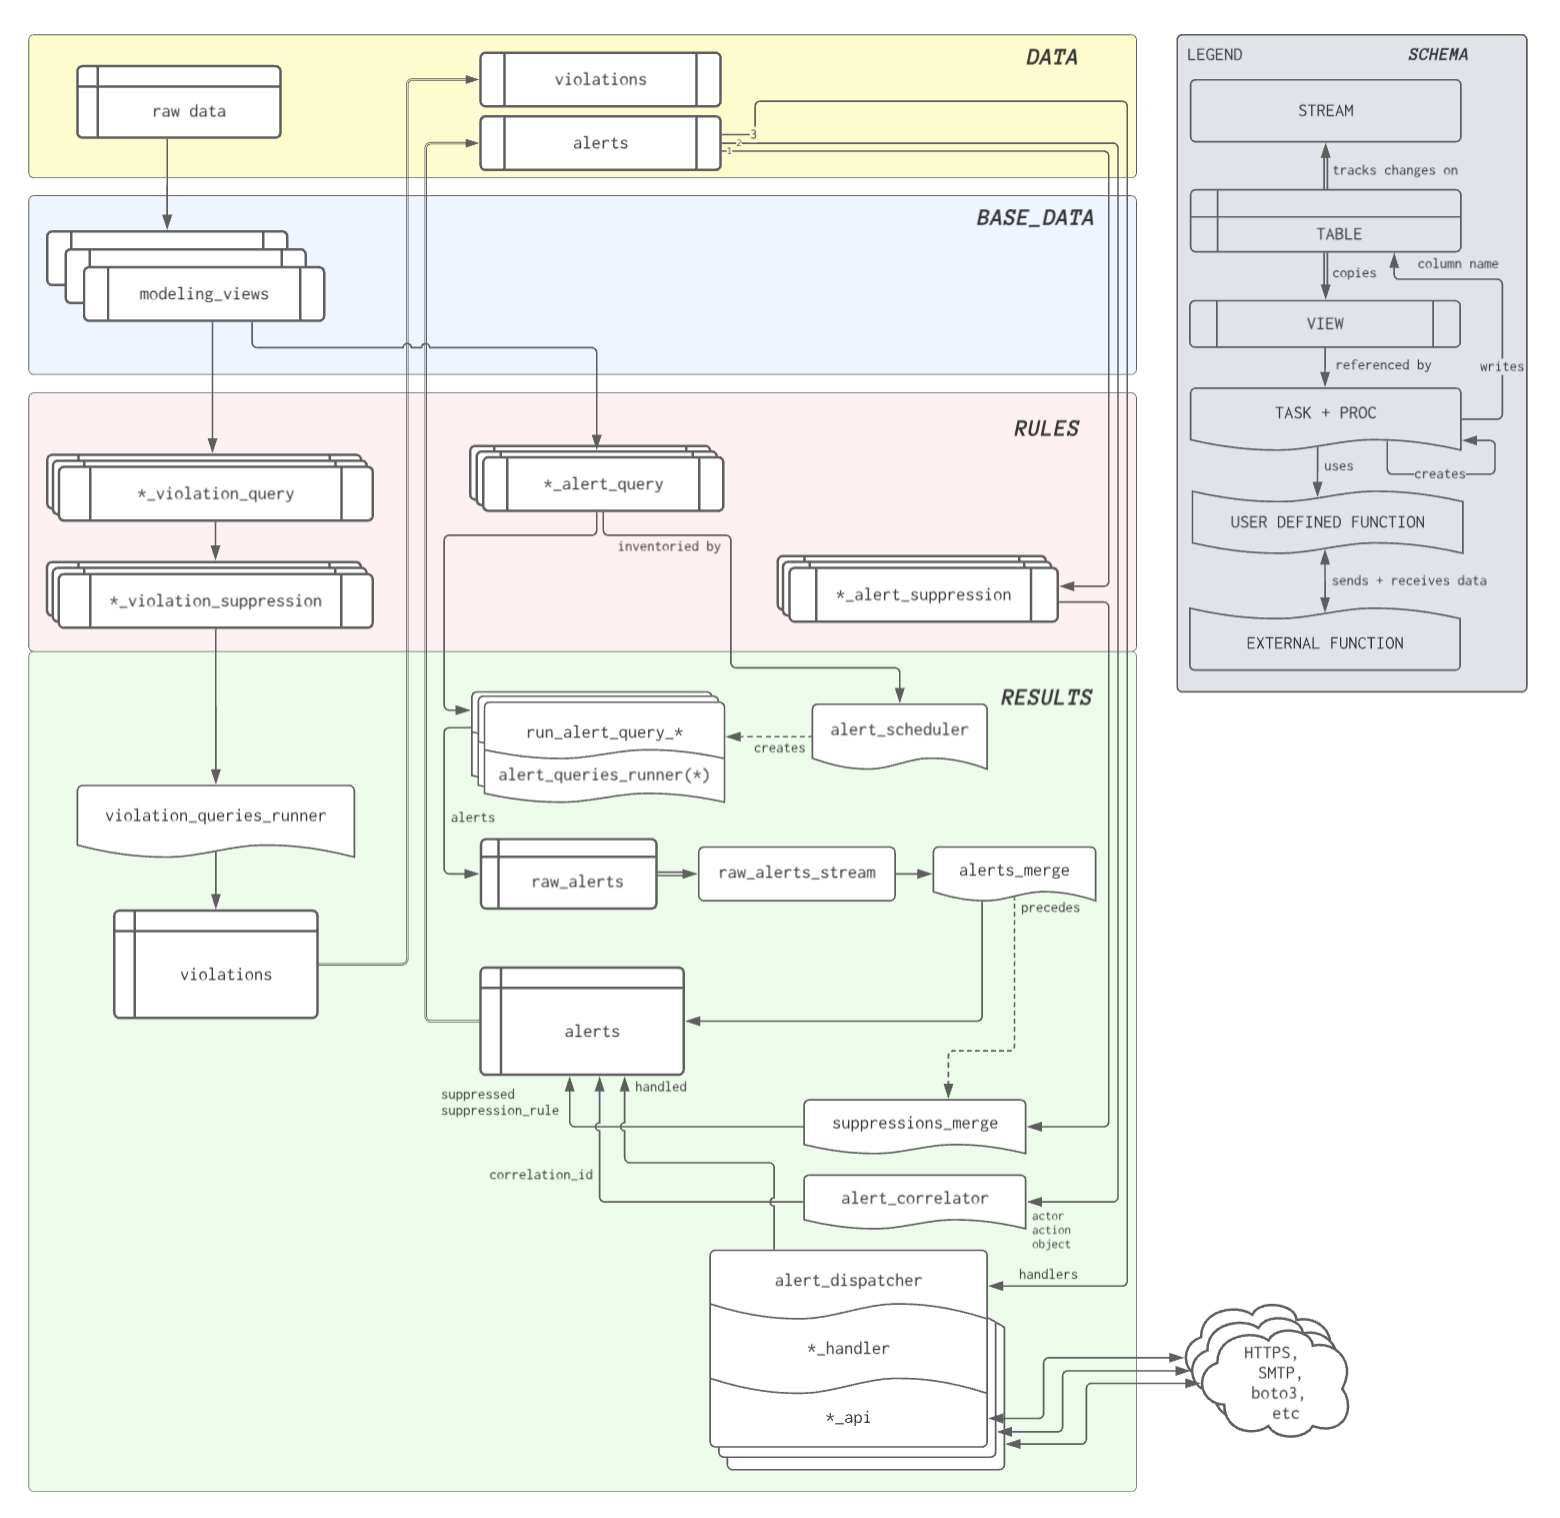 DATA
violations
raw data
alerts
3
2
1
BASE_DATA
modeling_views
RULES
*_violation_query
*_alert_query
inventoried by
*_violation_suppression
*_alert_suppression
RESULTS
run_alert_query_*
alert_queries_runner(*)
creates
alert_scheduler
violation_queries_runner
alerts
raw_alerts
raw_alerts_stream
alerts_merge
precedes
violations
alerts
suppressed
suppression_rule
handled
suppressions_merge
correlation_id
alert_correlator
actor
action
object
alert_dispatcher
handlers
*_handler
*_api
HTTPS,
SMTP,
boto3,
etc
LEGEND
SCHEMA
STREAM
tracks changes on
TABLE
column name
copies
VIEW
referenced by
writes
TASK + PROC
uses
creates
USER DEFINED FUNCTION
sends + receives data
EXTERNAL FUNCTION